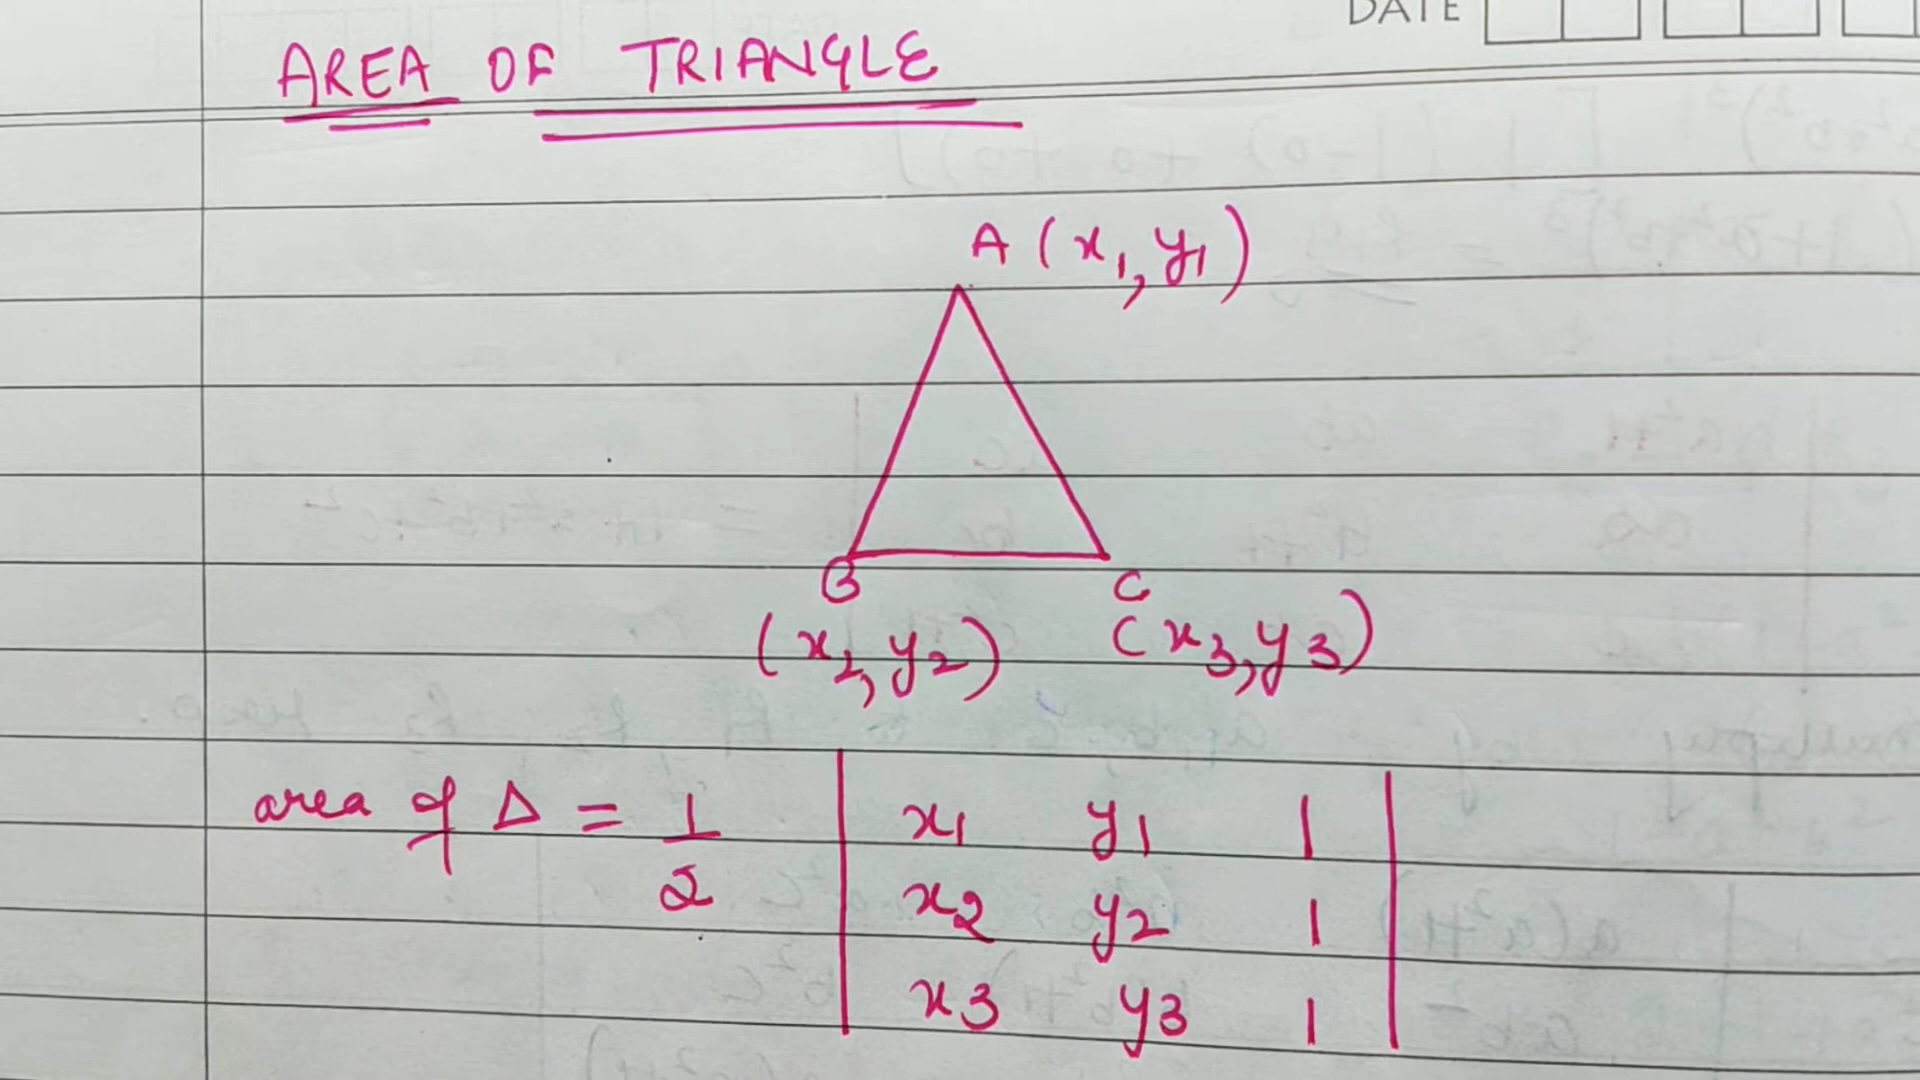 DATE
AREA OF TRIANGLE
A (x₁, y₁)
B C
(x₂, y₂) (x₃, y₃)
area of Δ = 1/2 | x₁ y₁ 1 |
| x₂ y₂ 1 |
| x₃ y₃ 1 |